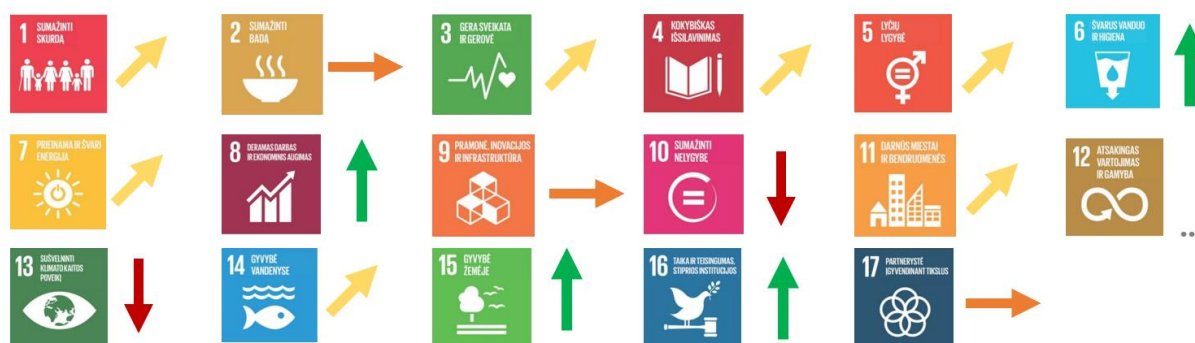 1 SUMAŽINTI
SKURDĄ
2 SUMAŽINTI
BADĄ
3 GERA SVEIKATA
IR GEROVĖ
4 KOKYBIŠKAS
IŠSILAVINIMAS
5 LYČIŲ
LYGYBĖ
6 ŠVARUS VANDUO
IR HIGIENA
7 PRIEINAMA IR ŠVARI
ENERGIJA
8 DERAMAS DARBAS
IR EKONOMINIS AUGIMAS
9 PRAMONĖ, INOVACIJOS
IR INFRASTRUKTŪRA
10 SUMAŽINTI
NELYGYBĘ
11 DARNŪS MIESTAI
IR BENDRUOMENĖS
12 ATSAKINGAS
VARTOJIMAS
IR GAMYBA
..
13 SUŠVELNINTI
KLIMATO KAITOS
POVEIKĮ
14 GYVYBĖ
VANDENYSE
15 GYVYBĖ
ŽEMĖJE
16 TAIKA IR TEISINGUMAS,
STIPRIOS INSTITUCIJOS
17 PARTNERYSTĖ
ĮGYVENDINANT TIKSLUS